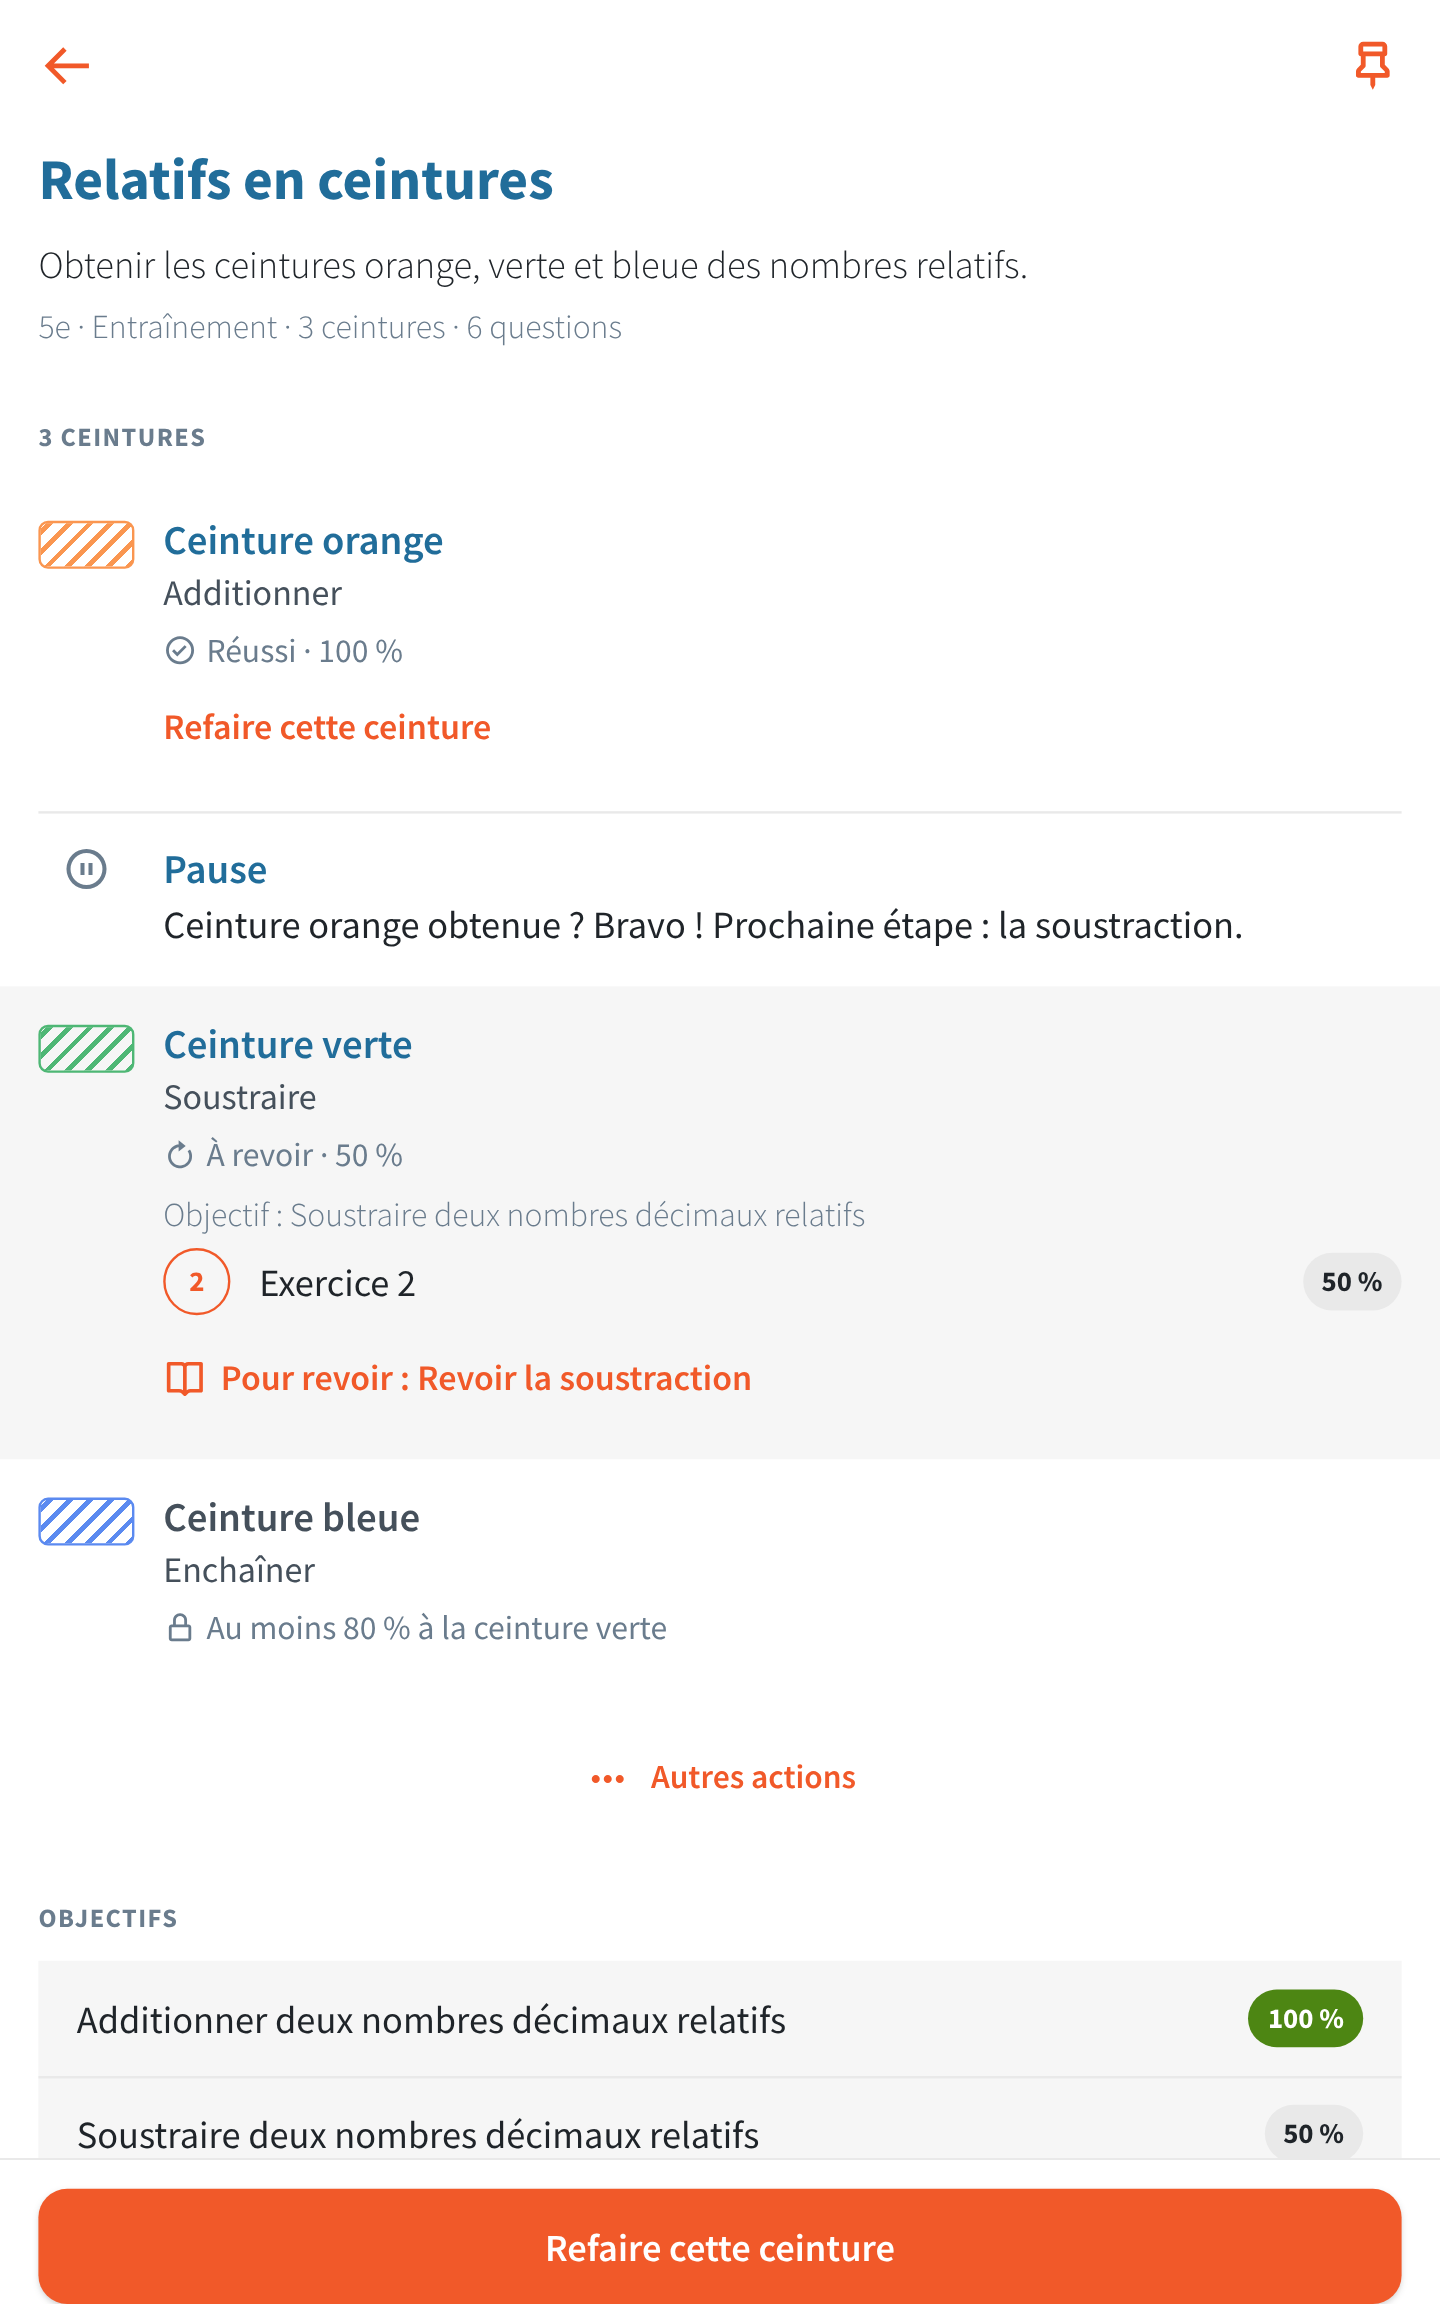 Relatifs en ceintures
Obtenir les ceintures orange, verte et bleue des nombres relatifs.
5e · Entraînement · 3 ceintures · 6 questions
3 CEINTURES
Ceinture orange
Additionner
Réussi · 100 %
Refaire cette ceinture
Pause
Ceinture orange obtenue ? Bravo ! Prochaine étape : la soustraction.
Ceinture verte
Soustraire
À revoir · 50 %
Objectif : Soustraire deux nombres décimaux relatifs
2 Exercice 2 50 %
Pour revoir : Revoir la soustraction
Ceinture bleue
Enchaîner
Au moins 80 % à la ceinture verte
Autres actions
OBJECTIFS
Additionner deux nombres décimaux relatifs 100 %
Soustraire deux nombres décimaux relatifs 50 %
Refaire cette ceinture